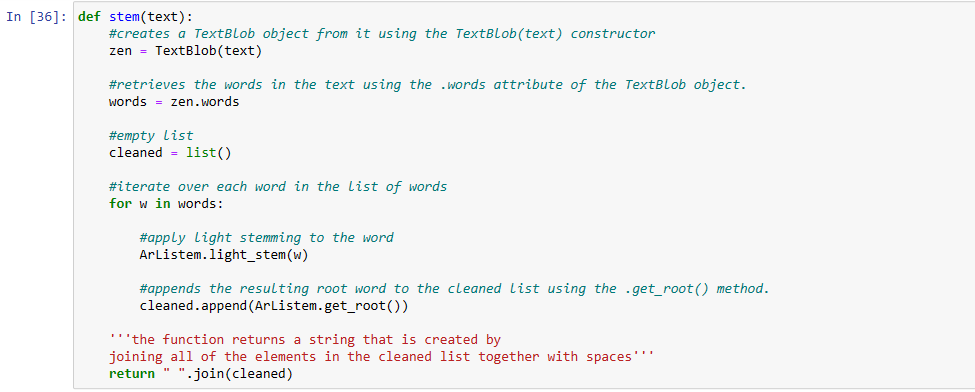 In [36]: def stem(text):
#creates a TextBlob object from it using the TextBlob(text) constructor
zen = TextBlob(text)
#retrieves the words in the text using the .words attribute of the TextBlob object.
words = zen.words
#empty list
cleaned = list()
#iterate over each word in the list of words
for w in words:
#apply light stemming to the word
ArListem.light_stem(w)
#appends the resulting root word to the cleaned list using the .get_root() method.
cleaned.append(ArListem.get_root())
'''the function returns a string that is created by
joining all of the elements in the cleaned list together with spaces'''
return " ".join(cleaned)